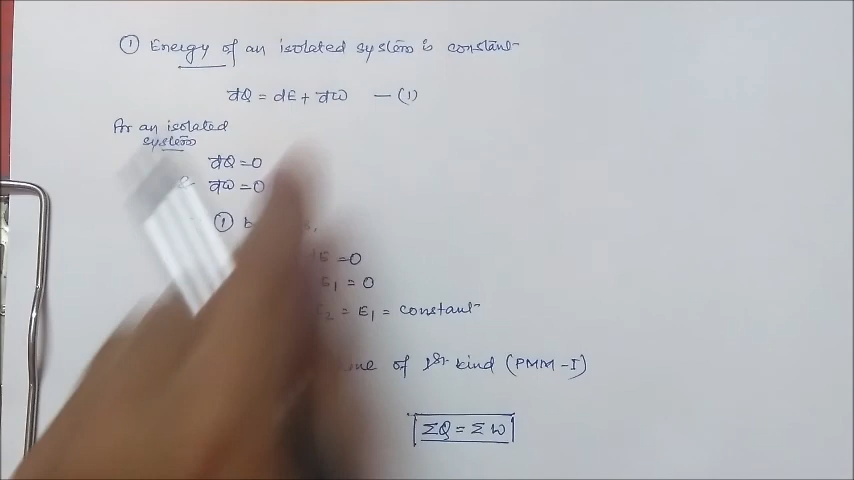 ① Energy of an isolated system is constant
đQ = dE + đW — (1)
For an isolated
system
đQ = 0
đW = 0
①
= 0
E₁ = 0
E₂ = E₁ = constant
of 1st kind (PMM-I)
ΣQ = ΣW